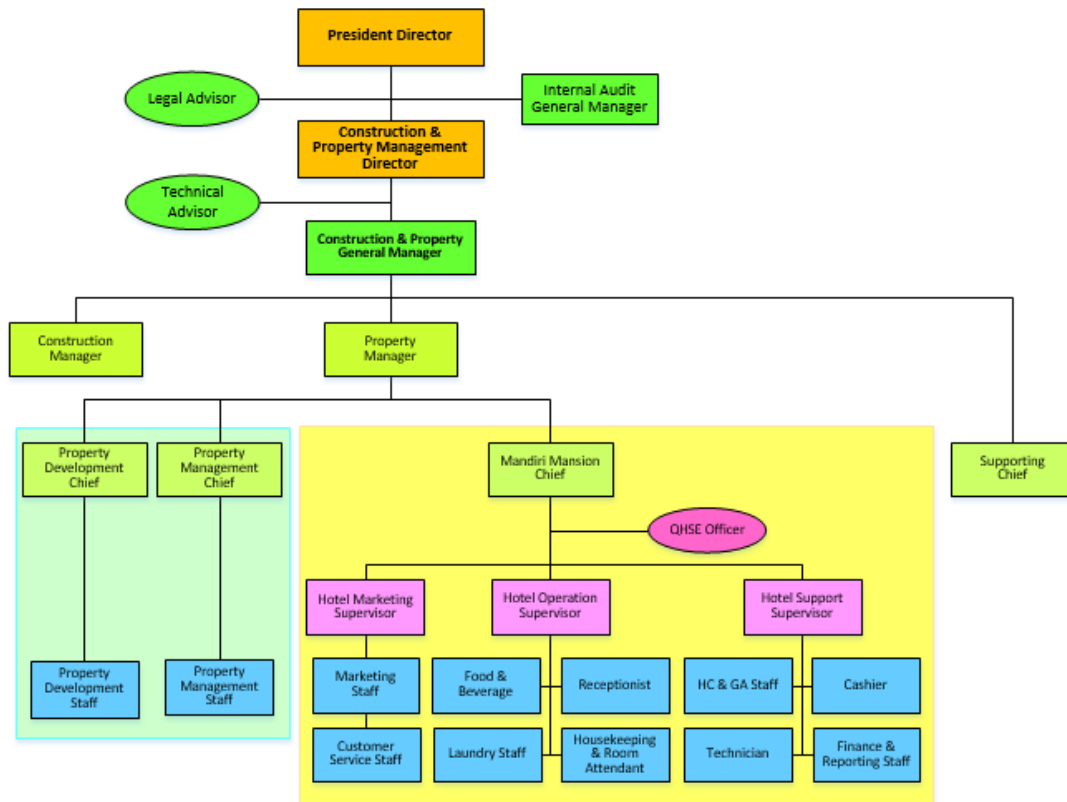 President Director
Legal Advisor
Internal Audit
General Manager
Construction &
Property Management
Director
Technical
Advisor
Construction & Property
General Manager
Construction
Manager
Property
Manager
Property
Development
Chief
Property
Management
Chief
Mandiri Mansion
Chief
Supporting
Chief
QHSE Officer
Hotel Marketing
Supervisor
Hotel Operation
Supervisor
Hotel Support
Supervisor
Property
Development
Staff
Property
Management
Staff
Marketing
Staff
Food &
Beverage
Receptionist
HC & GA Staff
Cashier
Customer
Service Staff
Laundry Staff
Housekeeping
& Room
Attendant
Technician
Finance &
Reporting Staff